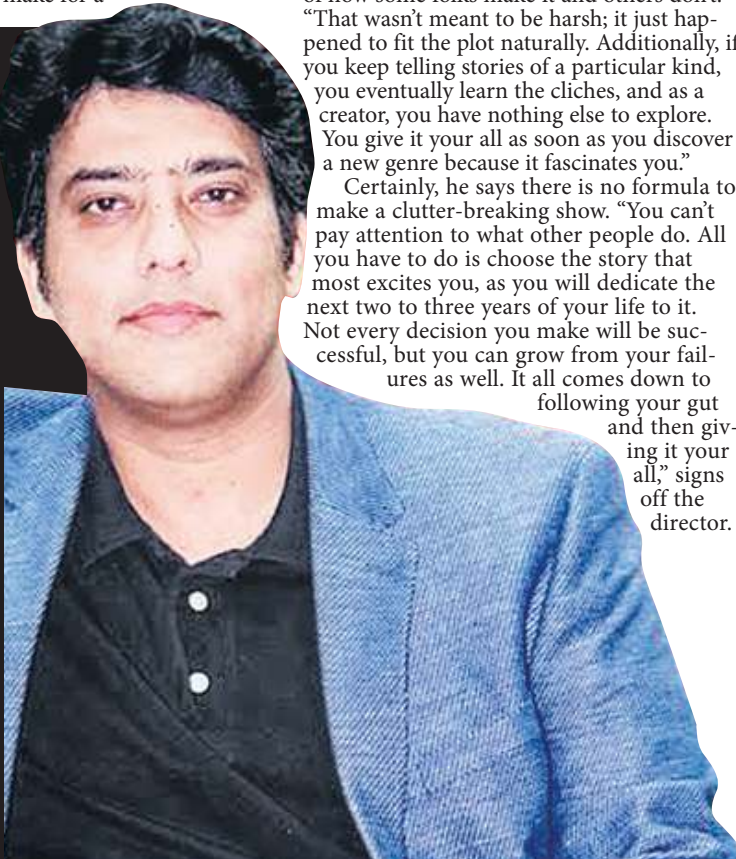 make for a
of how some folks make it and others don't.
“That wasn't meant to be harsh; it just hap-
pened to fit the plot naturally. Additionally, if
you keep telling stories of a particular kind,
you eventually learn the cliches, and as a
creator, you have nothing else to explore.
You give it your all as soon as you discover
a new genre because it fascinates you.”
Certainly, he says there is no formula to
make a clutter-breaking show. “You can't
pay attention to what other people do. All
you have to do is choose the story that
most excites you, as you will dedicate the
next two to three years of your life to it.
Not every decision you make will be suc-
cessful, but you can grow from your fail-
ures as well. It all comes down to
following your gut
and then giv-
ing it your
all,” signs
off the
director.